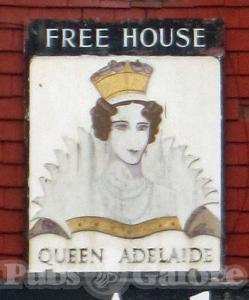 FREE HOUSE
QUEEN ADELAIDE
Pubs Galore